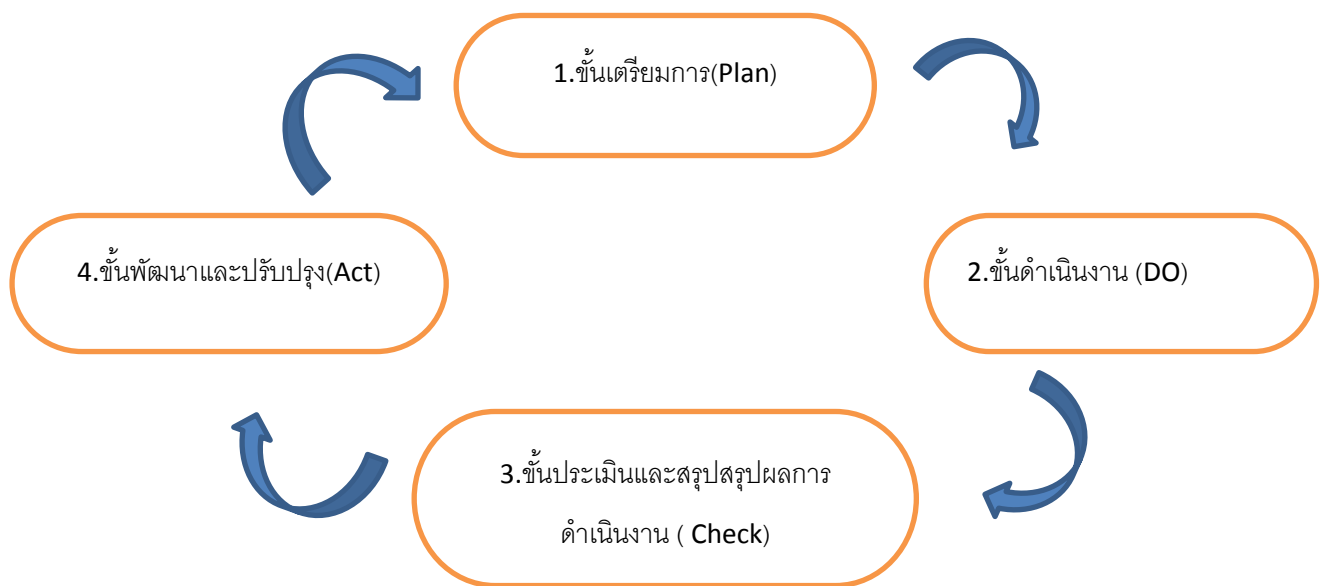 1.ขั้นเตรียมการ(Plan)
2.ขั้นดำเนินงาน (DO)
3.ขั้นประเมินและสรุปสรุปผลการ
ดำเนินงาน ( Check)
4.ขั้นพัฒนาและปรับปรุง(Act)